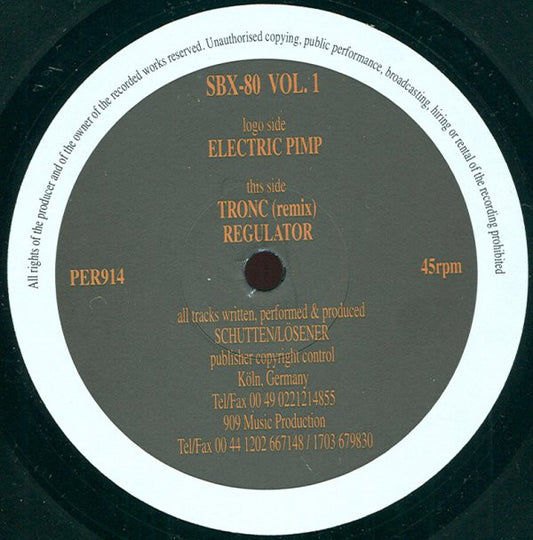 All rights of the producer and of the owner of the recorded works reserved. Unauthorised copying, public performance, broadcasting, hiring or rental of the recording prohibited
SBX-80 VOL. 1
logo side
ELECTRIC PIMP
this side
TRONC (remix)
REGULATOR
PER914
45rpm
all tracks written, performed & produced
SCHUTTEN/LÖSENER
publisher copyright control
Köln, Germany
Tel/Fax 00 49 0221214855
909 Music Production
Tel/Fax 00 44 1202 667148 / 1703 679830